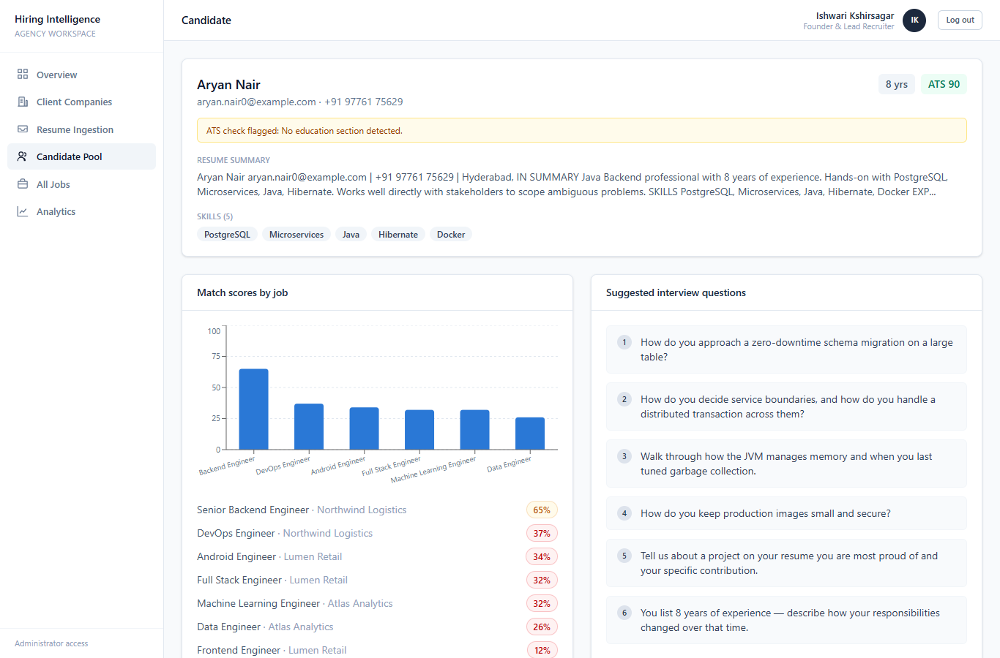 Hiring Intelligence
AGENCY WORKSPACE
Overview
Client Companies
Resume Ingestion
Candidate Pool
All Jobs
Analytics
Administrator access
Candidate
Ishwari Kshirsagar
Founder & Lead Recruiter
IK
Log out
Aryan Nair
8 yrs
ATS 90
aryan.nair0@example.com · +91 97761 75629
ATS check flagged: No education section detected.
RESUME SUMMARY
Aryan Nair aryan.nair0@example.com | +91 97761 75629 | Hyderabad, IN SUMMARY Java Backend professional with 8 years of experience. Hands-on with PostgreSQL,
Microservices, Java, Hibernate. Works well directly with stakeholders to scope ambiguous problems. SKILLS PostgreSQL, Microservices, Java, Hibernate, Docker EXP...
SKILLS (5)
PostgreSQL Microservices Java Hibernate Docker
Match scores by job
100
75
50
25
0
Backend Engineer
DevOps Engineer
Android Engineer
Full Stack Engineer
Machine Learning Engineer
Data Engineer
Senior Backend Engineer · Northwind Logistics 65%
DevOps Engineer · Northwind Logistics 37%
Android Engineer · Lumen Retail 34%
Full Stack Engineer · Lumen Retail 32%
Machine Learning Engineer · Atlas Analytics 32%
Data Engineer · Atlas Analytics 26%
Frontend Engineer · Lumen Retail 12%
Suggested interview questions
1 How do you approach a zero-downtime schema migration on a large
table?
2 How do you decide service boundaries, and how do you handle a
distributed transaction across them?
3 Walk through how the JVM manages memory and when you last
tuned garbage collection.
4 How do you keep production images small and secure?
5 Tell us about a project on your resume you are most proud of and
your specific contribution.
6 You list 8 years of experience — describe how your responsibilities
changed over that time.